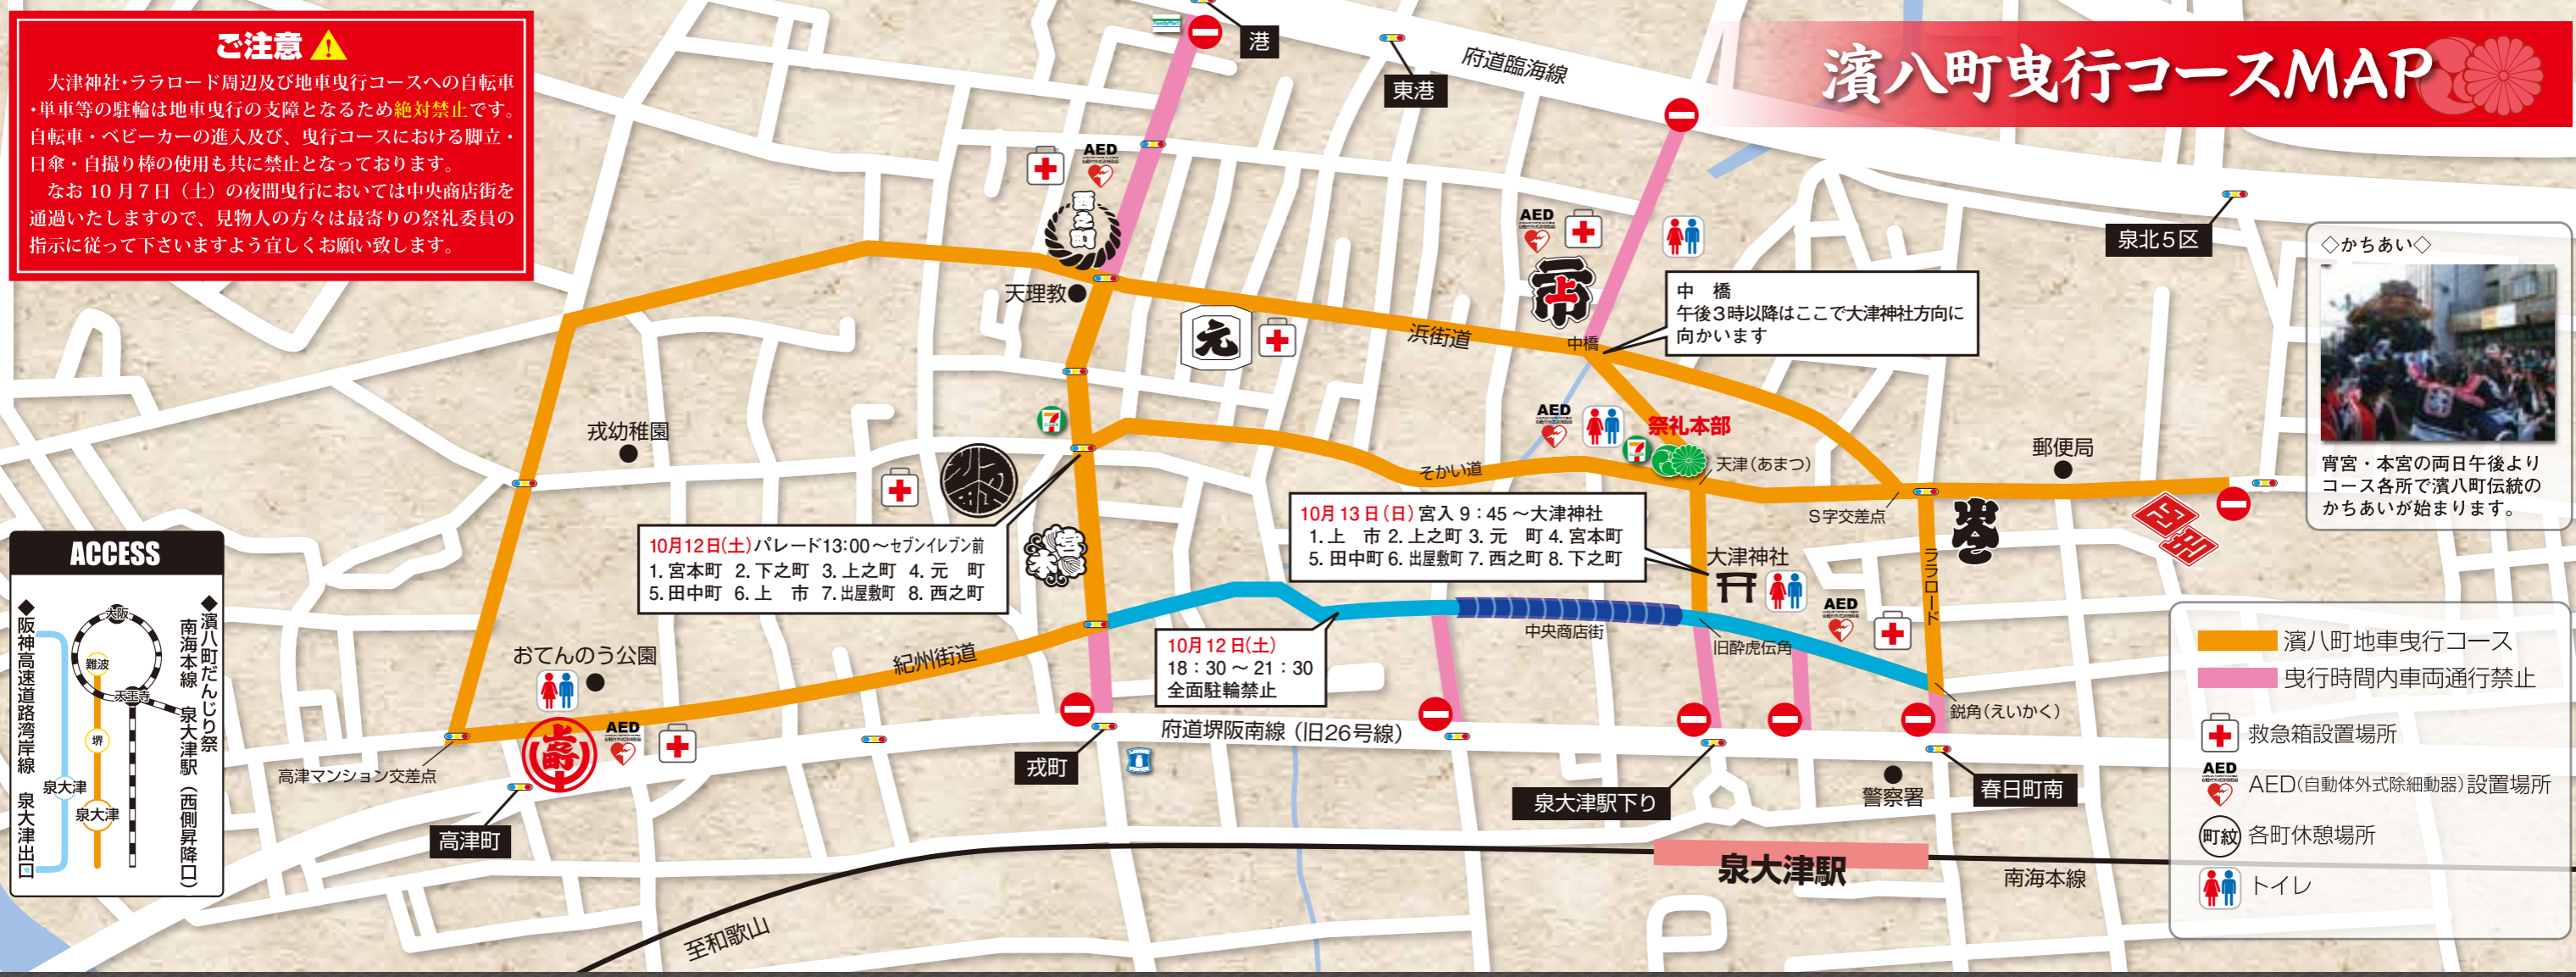 ご注意
大津神社・ララロード周辺及び地車曳行コースへの自転車
・単車等の駐輪は地車曳行の支障となるため絶対禁止です。
自転車・ベビーカーの進入及び、曳行コースにおける脚立・
日傘・自撮り棒の使用も共に禁止となっております。
なお 10 月 7 日（土）の夜間曳行においては中央商店街を
通過いたしますので、見物人の方々は最寄りの祭礼委員の
指示に従って下さいますよう宜しくお願い致します。
濱八町曳行コースMAP
FamilyMart
港
東港
府道臨海線
泉北５区
AED
西之町
天理教
元
浜街道
AED
上市
中橋
中　橋
午後３時以降はここで大津神社方向に
向かいます
◇かちあい◇
宵宮・本宮の両日午後より
コース各所で濱八町伝統の
かちあいが始まります。
戎幼稚園
AED
祭礼本部
そかい道
天津（あまつ）
郵便局
S字交差点
ララロード
10月12日(土) パレード13:00～セブンイレブン前
1. 宮本町 2. 下之町 3. 上之町 4. 元　町
5. 田中町 6. 上　市 7. 出屋敷町 8. 西之町
宮本
10月 13 日（日）宮入 9：45 ～大津神社
1. 上　市 2. 上之町 3. 元　町 4. 宮本町
5. 田中町 6. 出屋敷町 7. 西之町 8. 下之町
大津神社
AED
中央商店街
旧酔虎伝角
10月 12 日(土)
18：30 ～ 21：30
全面駐輪禁止
鋭角（えいかく）
ACCESS
◆濱八町だんじり祭
南海本線　泉大津駅（西側昇降口）
◆阪神高速道路湾岸線　泉大津出口
大阪
難波
天王寺
堺
泉大津
泉大津
おてんのう公園
紀州街道
AED
高津マンション交差点
高津町
府道堺阪南線（旧26号線）
戎町
泉大津駅下り
警察署
春日町南
泉大津駅
南海本線
至和歌山
濱八町地車曳行コース
曳行時間内車両通行禁止
救急箱設置場所
AED（自動体外式除細動器）設置場所
町紋 各町休憩場所
トイレ